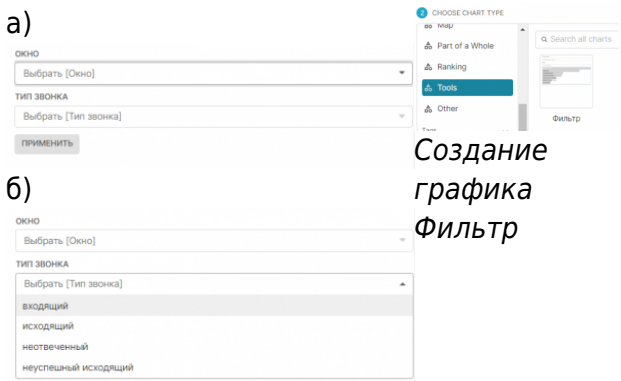 а)
ОКНО
Выбрать [Окно]
ТИП ЗВОНКА
Выбрать [Тип звонка]
ПРИМЕНИТЬ
б)
ОКНО
Выбрать [Окно]
ТИП ЗВОНКА
Выбрать [Тип звонка]
входящий
исходящий
неотвеченный
неуспешный исходящий
2 CHOOSE CHART TYPE
Map
Part of a Whole
Ranking
Tools
Other
Tags
Search all charts
Фильтр
Создание
графика
Фильтр